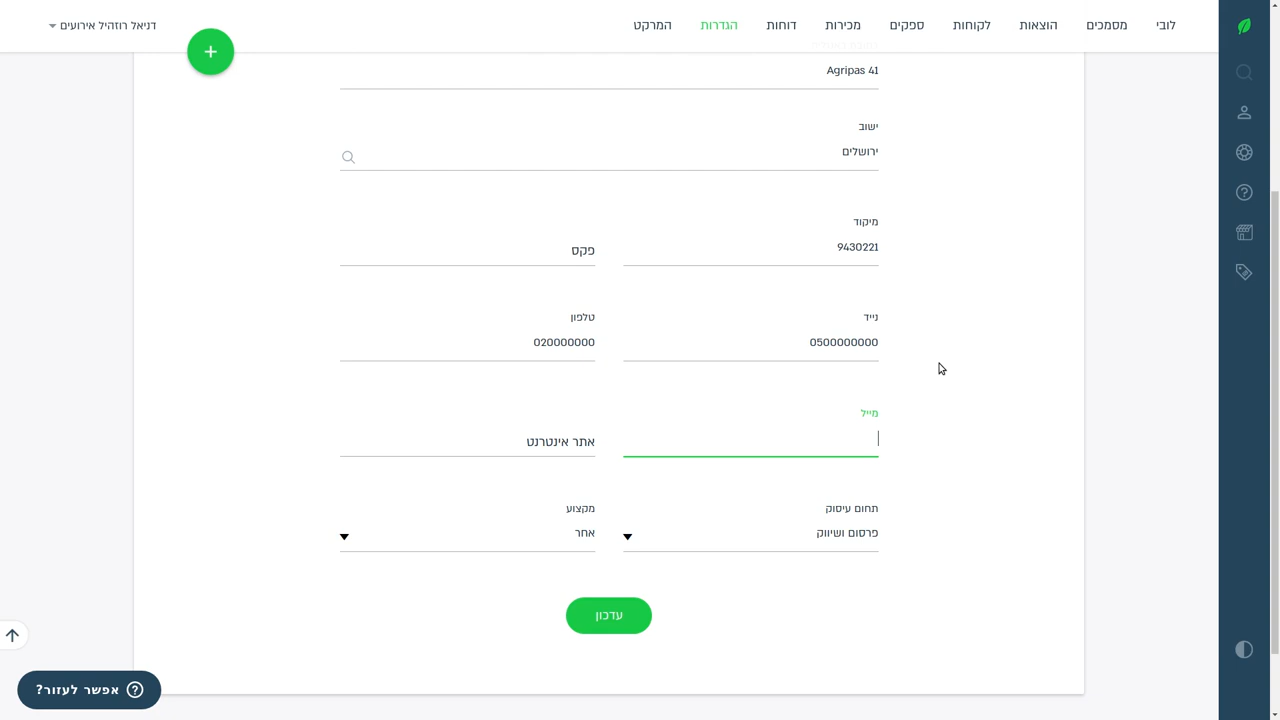 לובי
מסמכים
הוצאות
לקוחות
ספקים
מכירות
דוחות
הגדרות
המרקט
דניאל רוזהיל אירועים
Agripas 41
ישוב
ירושלים
מיקוד
9430221
פקס
נייד
0500000000
טלפון
020000000
מייל
אתר אינטרנט
תחום עיסוק
פרסום ושיווק
מקצוע
אחר
עדכון
אפשר לעזור?